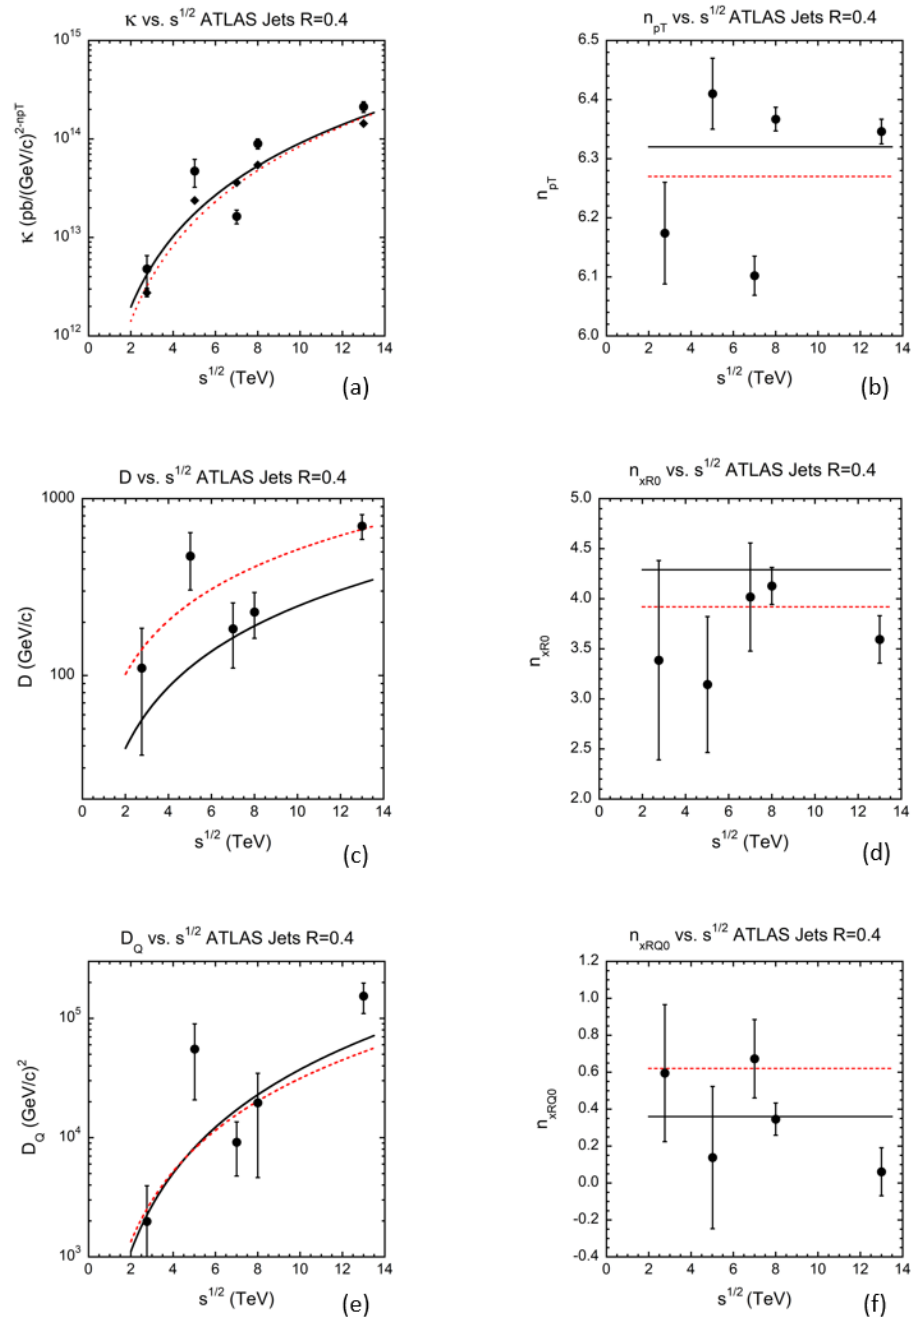 κ vs. s^1/2 ATLAS Jets R=0.4
10^15
10^14
10^13
10^12
κ (pb/(GeV/c)^2-npT
0 2 4 6 8 10 12 14
s^1/2 (TeV)
(a)
n_pT vs. s^1/2 ATLAS Jets R=0.4
6.5
6.4
6.3
6.2
6.1
6.0
n_pT
0 2 4 6 8 10 12 14
s^1/2 (TeV)
(b)
D vs. s^1/2 ATLAS Jets R=0.4
1000
100
D (GeV/c)
0 2 4 6 8 10 12 14
s^1/2 (TeV)
(c)
n_xR0 vs. s^1/2 ATLAS Jets R=0.4
5.0
4.5
4.0
3.5
3.0
2.5
2.0
n_xR0
0 2 4 6 8 10 12 14
s^1/2 (TeV)
(d)
D_Q vs. s^1/2 ATLAS Jets R=0.4
10^5
10^4
10^3
D_Q (GeV/c)^2
0 2 4 6 8 10 12 14
s^1/2 (TeV)
(e)
n_xRQ0 vs. s^1/2 ATLAS Jets R=0.4
1.2
1.0
0.8
0.6
0.4
0.2
0.0
-0.2
-0.4
n_xRQ0
0 2 4 6 8 10 12 14
s^1/2 (TeV)
(f)